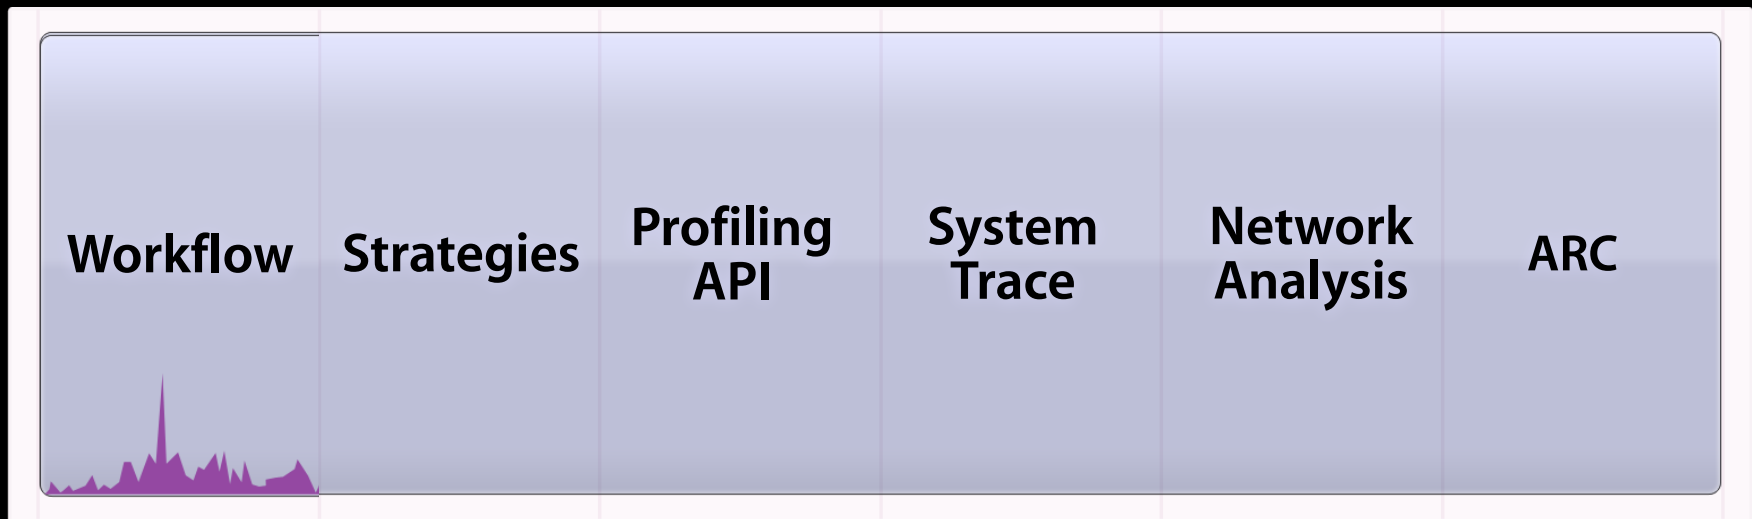 Workflow
Strategies
Profiling
API
System
Trace
Network
Analysis
ARC